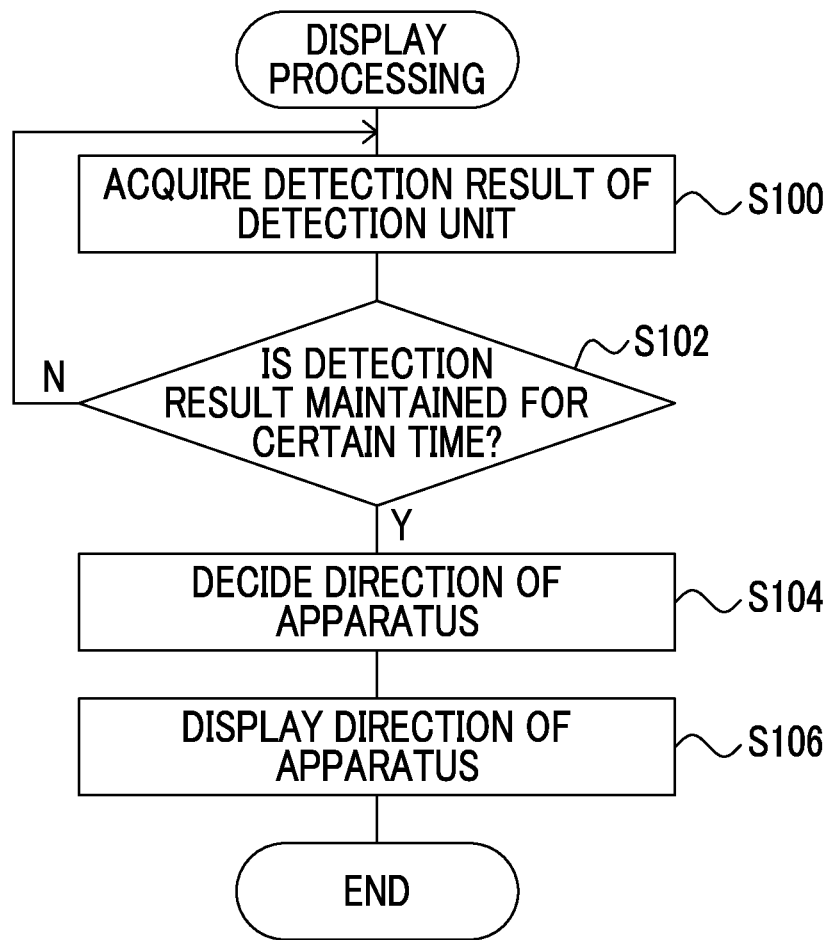 DISPLAY
PROCESSING
ACQUIRE DETECTION RESULT OF
DETECTION UNIT
S100
IS DETECTION
RESULT MAINTAINED FOR
CERTAIN TIME?
S102
N
Y
DECIDE DIRECTION OF
APPARATUS
S104
DISPLAY DIRECTION OF
APPARATUS
S106
END